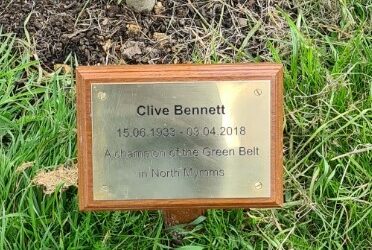 Clive Bennett
15.06.1933 - 03.04.2018
A champion of the Green Belt
in North Mymms